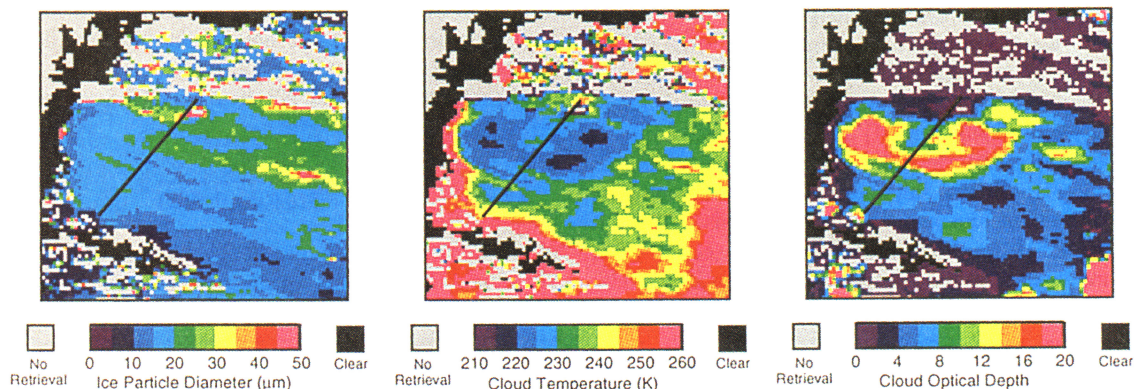 No Retrieval
0 10 20 30 40 50
Ice Particle Diameter (μm)
Clear
No Retrieval
210 220 230 240 250 260
Cloud Temperature (K)
Clear
No Retrieval
0 4 8 12 16 20
Cloud Optical Depth
Clear